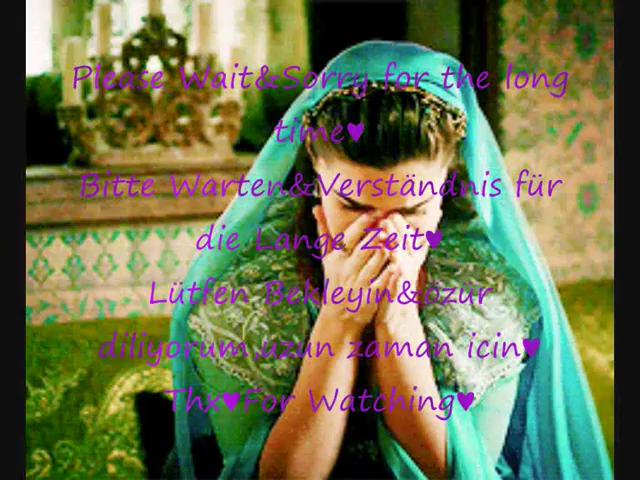 Please Wait&Sorry for the long
time♥
Bitte Warten&Verständnis für
die Lange Zeit♥
Lütfen Bekleyin&özür
diliyorum,uzun zaman icin♥
Thx♥For Watching♥